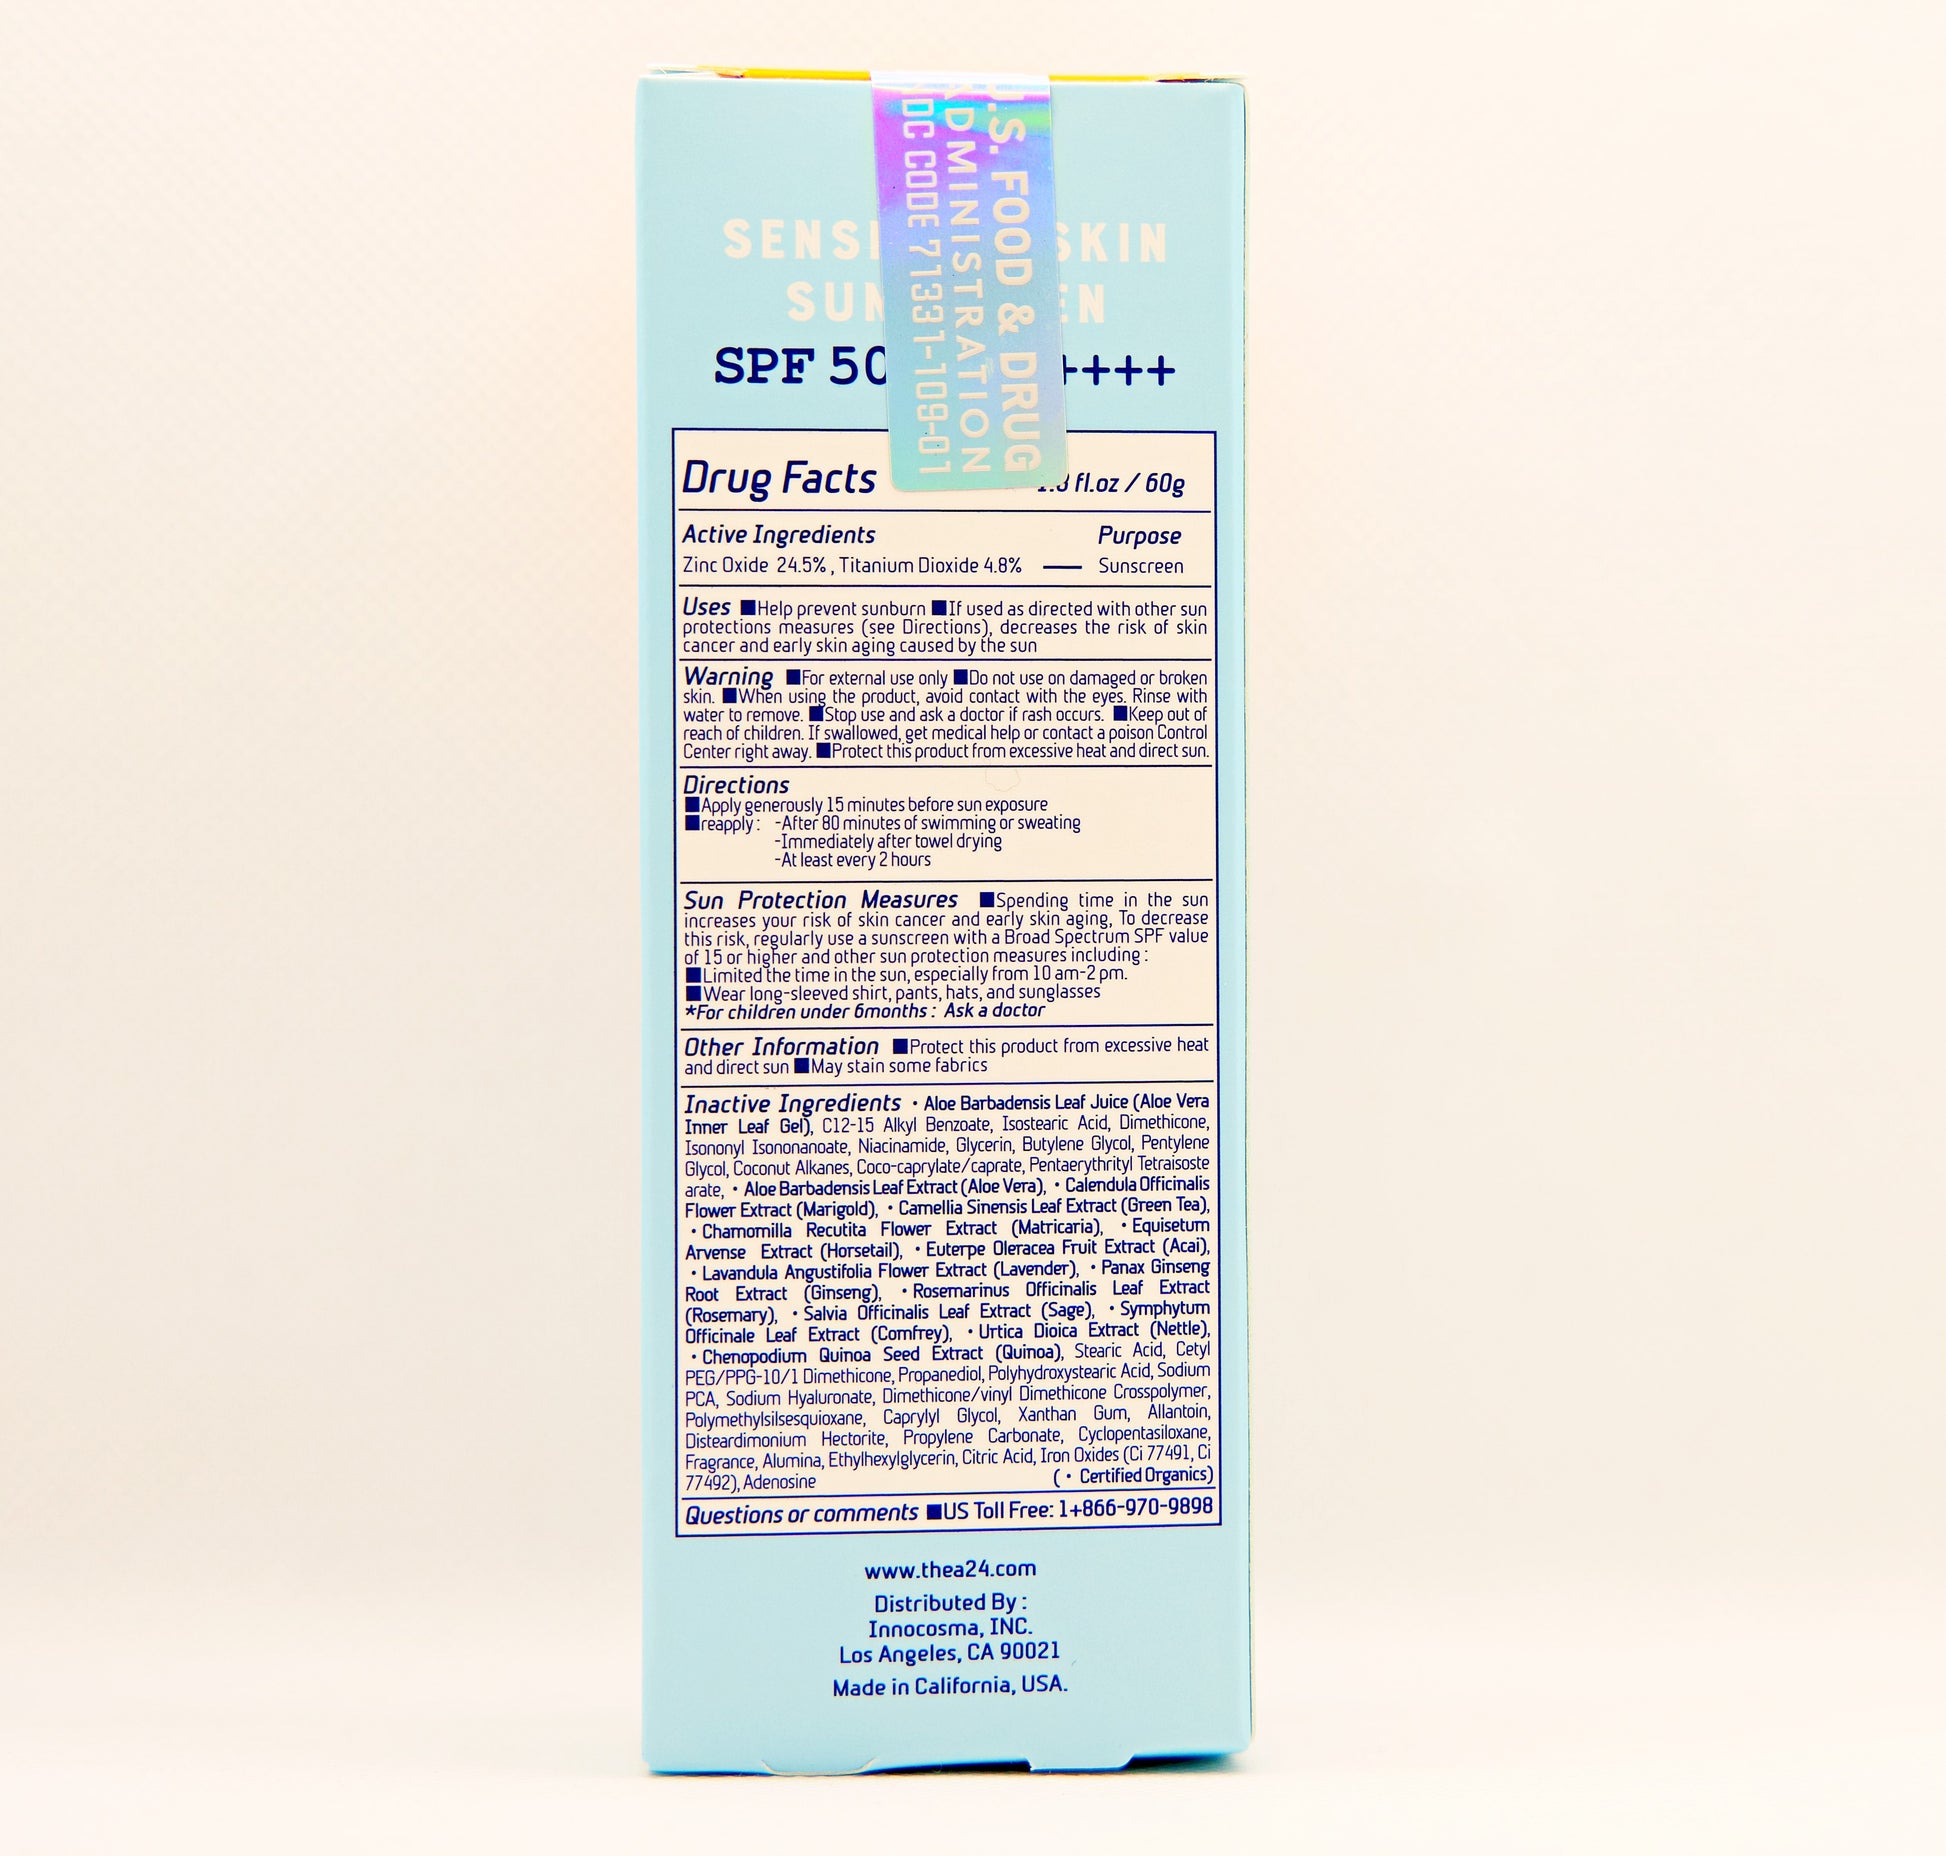 U.S. FOOD & DRUG
ADMINISTRATION
NDC CODE 71331-109-01
SPF 50 ++++
Drug Facts fl.oz / 60g
Active Ingredients Purpose
Zinc Oxide 24.5% , Titanium Dioxide 4.8% — Sunscreen
Uses ■Help prevent sunburn ■If used as directed with other sun
protections measures (see Directions), decreases the risk of skin
cancer and early skin aging caused by the sun
Warning ■For external use only ■Do not use on damaged or broken
skin. ■When using the product, avoid contact with the eyes. Rinse with
water to remove. ■Stop use and ask a doctor if rash occurs. ■Keep out of
reach of children. If swallowed, get medical help or contact a poison Control
Center right away. ■Protect this product from excessive heat and direct sun.
Directions
■Apply generously 15 minutes before sun exposure
■reapply : -After 80 minutes of swimming or sweating
-Immediately after towel drying
-At least every 2 hours
Sun Protection Measures ■Spending time in the sun
increases your risk of skin cancer and early skin aging, To decrease
this risk, regularly use a sunscreen with a Broad Spectrum SPF value
of 15 or higher and other sun protection measures including :
■Limited the time in the sun, especially from 10 am-2 pm.
■Wear long-sleeved shirt, pants, hats, and sunglasses
*For children under 6months : Ask a doctor
Other Information ■Protect this product from excessive heat
and direct sun ■May stain some fabrics
Inactive Ingredients • Aloe Barbadensis Leaf Juice (Aloe Vera
Inner Leaf Gel), C12-15 Alkyl Benzoate, Isostearic Acid, Dimethicone,
Isononyl Isononanoate, Niacinamide, Glycerin, Butylene Glycol, Pentylene
Glycol, Coconut Alkanes, Coco-caprylate/caprate, Pentaerythrityl Tetraisoste
arate, • Aloe Barbadensis Leaf Extract (Aloe Vera), • Calendula Officinalis
Flower Extract (Marigold), • Camellia Sinensis Leaf Extract (Green Tea),
• Chamomilla Recutita Flower Extract (Matricaria), • Equisetum
Arvense Extract (Horsetail), • Euterpe Oleracea Fruit Extract (Acai),
• Lavandula Angustifolia Flower Extract (Lavender), • Panax Ginseng
Root Extract (Ginseng), • Rosemarinus Officinalis Leaf Extract
(Rosemary), • Salvia Officinalis Leaf Extract (Sage), • Symphytum
Officinale Leaf Extract (Comfrey), • Urtica Dioica Extract (Nettle),
• Chenopodium Quinoa Seed Extract (Quinoa), Stearic Acid, Cetyl
PEG/PPG-10/1 Dimethicone, Propanediol, Polyhydroxystearic Acid, Sodium
PCA, Sodium Hyaluronate, Dimethicone/vinyl Dimethicone Crosspolymer,
Polymethylsilsesquioxane, Caprylyl Glycol, Xanthan Gum, Allantoin,
Disteardimonium Hectorite, Propylene Carbonate, Cyclopentasiloxane,
Fragrance, Alumina, Ethylhexylglycerin, Citric Acid, Iron Oxides (Ci 77491, Ci
77492), Adenosine ( • Certified Organics)
Questions or comments ■US Toll Free: 1+866-970-9898
www.thea24.com
Distributed By :
Innocosma, INC.
Los Angeles, CA 90021
Made in California, USA.